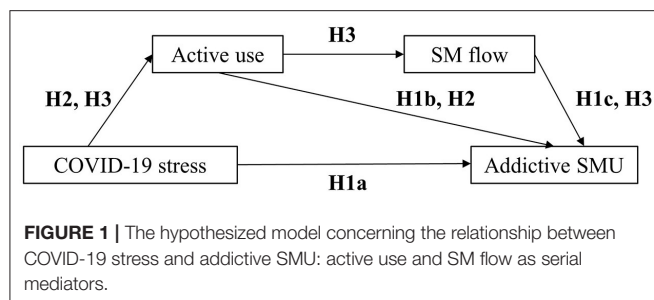 H3
Active use
SM flow
H2, H3
H1b, H2
H1c, H3
COVID-19 stress
Addictive SMU
H1a
FIGURE 1 | The hypothesized model concerning the relationship between
COVID-19 stress and addictive SMU: active use and SM flow as serial
mediators.